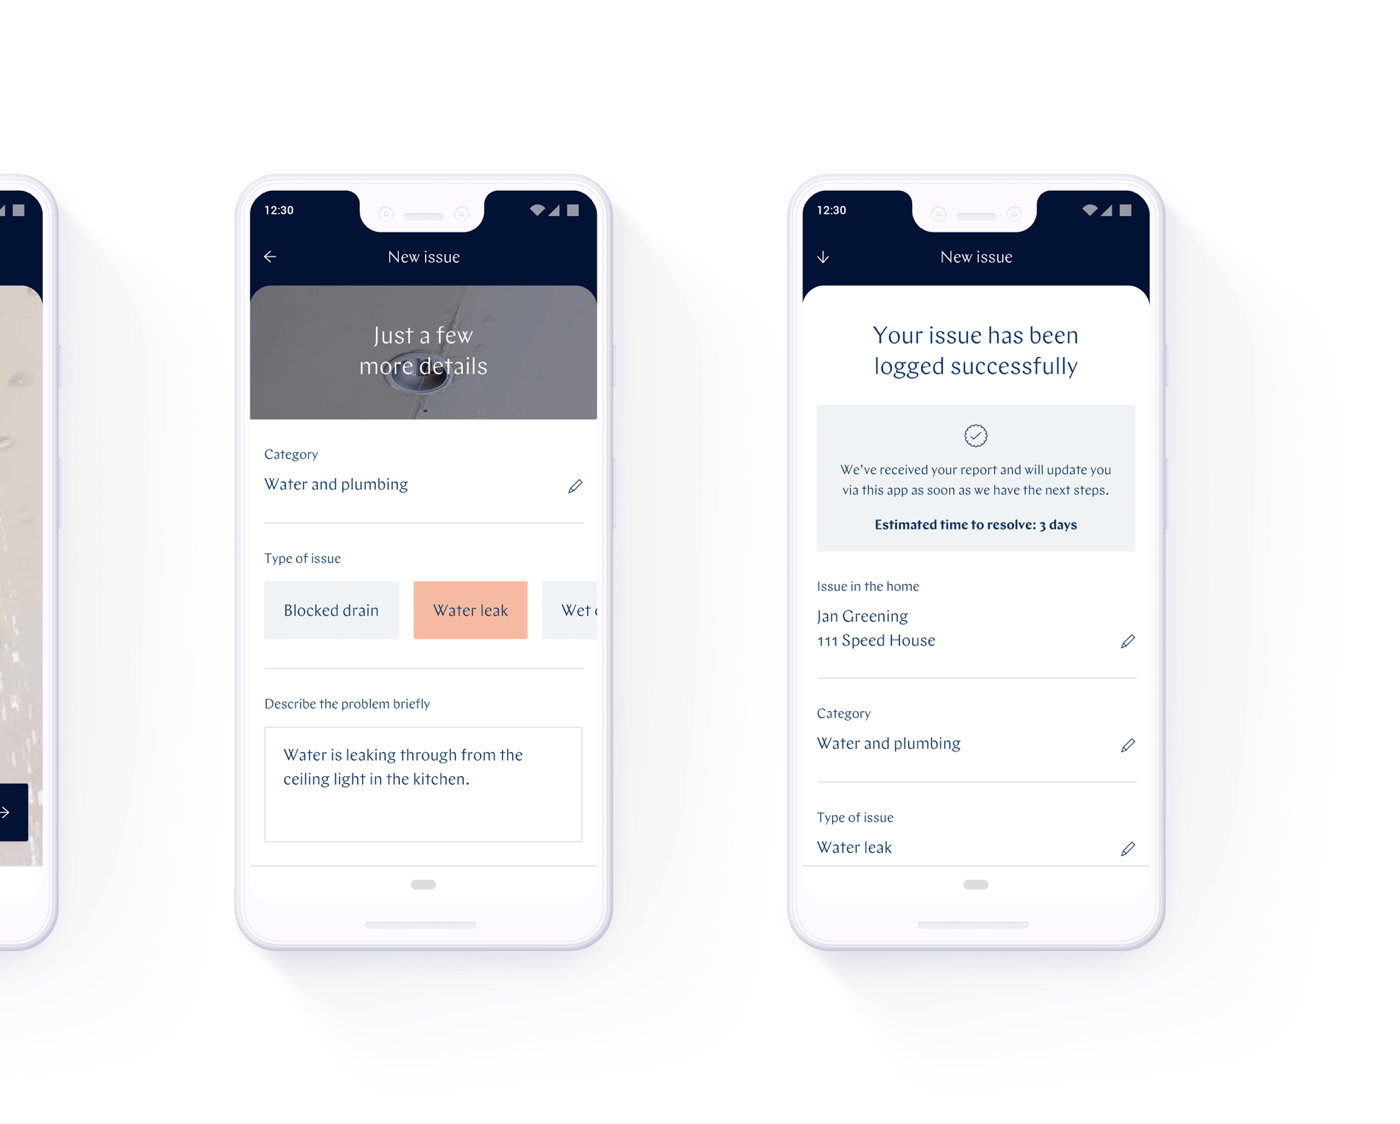 12:30
New issue
Just a few
more details
Category
Water and plumbing
Type of issue
Blocked drain
Water leak
Wet
Describe the problem briefly
Water is leaking through from the
ceiling light in the kitchen.
12:30
New issue
Your issue has been
logged successfully
We've received your report and will update you
via this app as soon as we have the next steps.
Estimated time to resolve: 3 days
Issue in the home
Jan Greening
111 Speed House
Category
Water and plumbing
Type of issue
Water leak